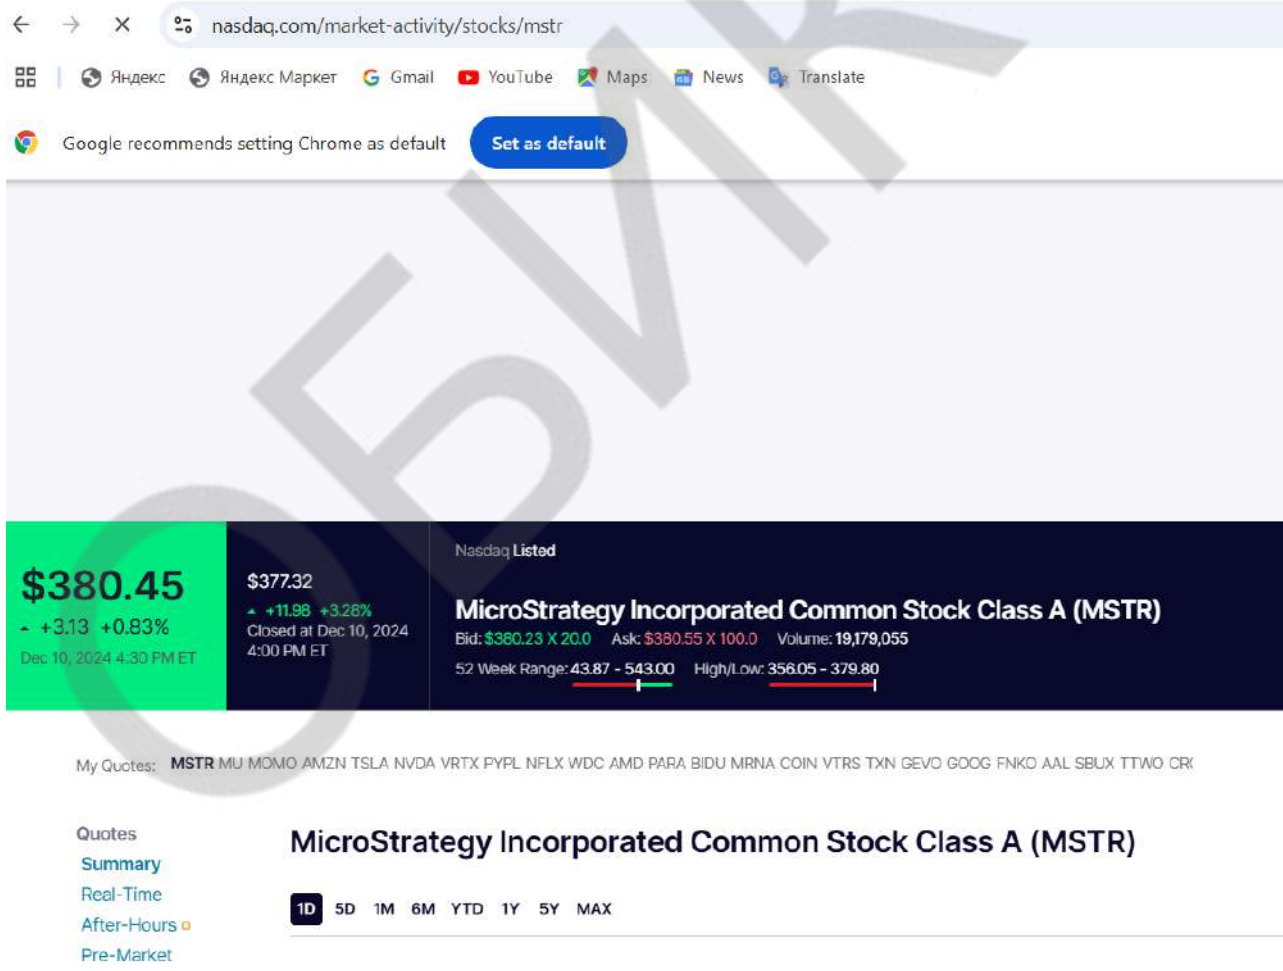 nasdaq.com/market-activity/stocks/mstr
Яндекс Яндекс Маркет Gmail YouTube Maps News Translate
Google recommends setting Chrome as default Set as default
ОБИК
Nasdaq Listed
$380.45
+3.13 +0.83%
Dec 10, 2024 4:30 PM ET
$377.32
+11.98 +3.28%
Closed at Dec 10, 2024
4:00 PM ET
MicroStrategy Incorporated Common Stock Class A (MSTR)
Bid: $380.23 X 20.0 Ask: $380.55 X 100.0 Volume: 19,179,055
52 Week Range: 43.87 - 543.00 High/Low: 356.05 - 379.80
My Quotes: MSTR MU MOMO AMZN TSLA NVDA VRTX PYPL NFLX WDC AMD PARA BIDU MRNA COIN VTRS TXN GEVO GOOG FNKO AAL SBUX TTWO
Quotes
Summary
Real-Time
After-Hours
Pre-Market
MicroStrategy Incorporated Common Stock Class A (MSTR)
1D 5D 1M 6M YTD 1Y 5Y MAX